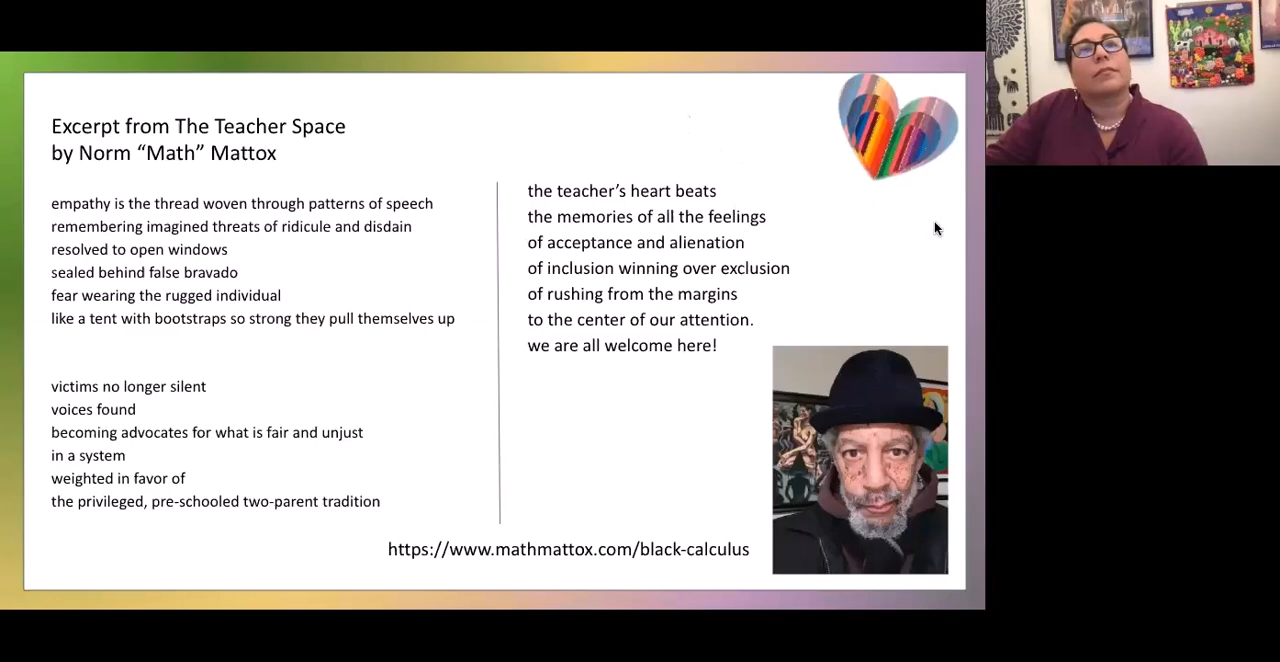 Excerpt from The Teacher Space
by Norm “Math” Mattox
empathy is the thread woven through patterns of speech
remembering imagined threats of ridicule and disdain
resolved to open windows
sealed behind false bravado
fear wearing the rugged individual
like a tent with bootstraps so strong they pull themselves up
victims no longer silent
voices found
becoming advocates for what is fair and unjust
in a system
weighted in favor of
the privileged, pre-schooled two-parent tradition
the teacher’s heart beats
the memories of all the feelings
of acceptance and alienation
of inclusion winning over exclusion
of rushing from the margins
to the center of our attention.
we are all welcome here!
https://www.mathmattox.com/black-calculus